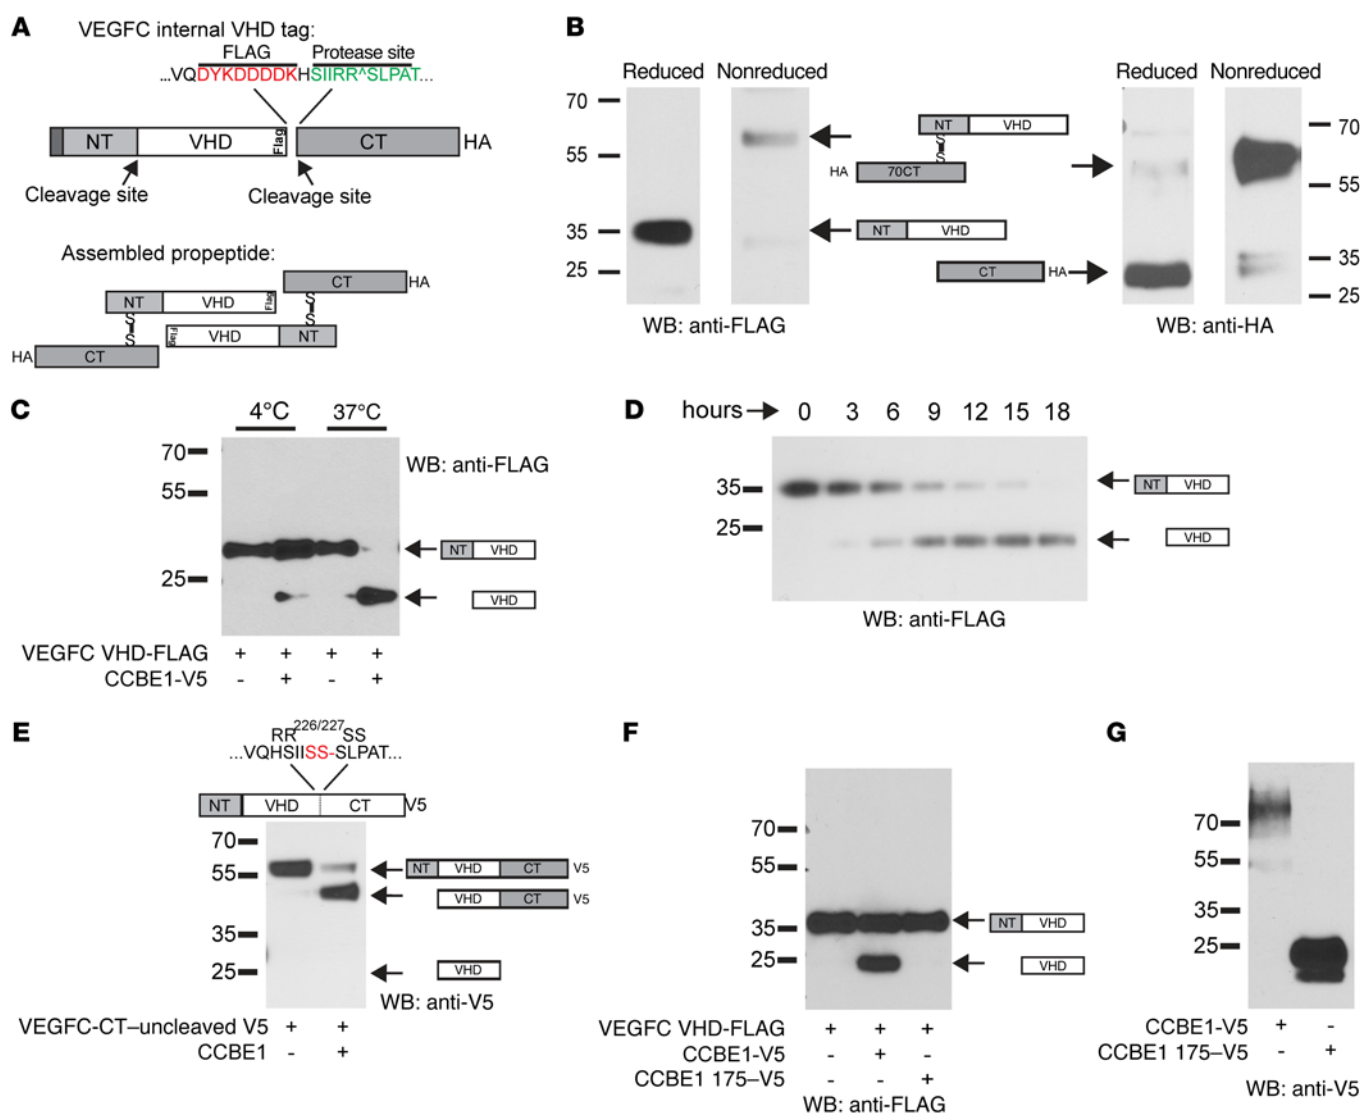 A
VEGFC internal VHD tag:
FLAG
Protease site
...VQDYKDDDDKHSIIRR^SLPAT...
NT
VHD
Flag
CT
HA
Cleavage site
Cleavage site
Assembled propeptide:
CT
HA
NT
VHD
Flag
S
S
S
S
Flag
VHD
NT
HA
CT
B
Reduced
Nonreduced
70
55
35
25
WB: anti-FLAG
NT
VHD
S
S
HA
70CT
NT
VHD
CT
HA
Reduced
Nonreduced
70
55
35
25
WB: anti-HA
C
4°C
37°C
70
55
25
WB: anti-FLAG
NT
VHD
VHD
VEGFC VHD-FLAG + + + +
CCBE1-V5 - + - +
D
hours 0 3 6 9 12 15 18
35
25
NT
VHD
VHD
WB: anti-FLAG
E
RR226/227SS
...VQHSIISS-SLPAT...
NT
VHD
CT
V5
70
55
35
25
NT
VHD
CT
V5
VHD
CT
V5
VHD
WB: anti-V5
VEGFC-CT–uncleaved V5 + +
CCBE1 - +
F
70
55
35
25
NT
VHD
VHD
VEGFC VHD-FLAG + + +
CCBE1-V5 - + -
CCBE1 175–V5 - - +
WB: anti-FLAG
G
70
55
35
25
CCBE1-V5 + -
CCBE1 175–V5 - +
WB: anti-V5